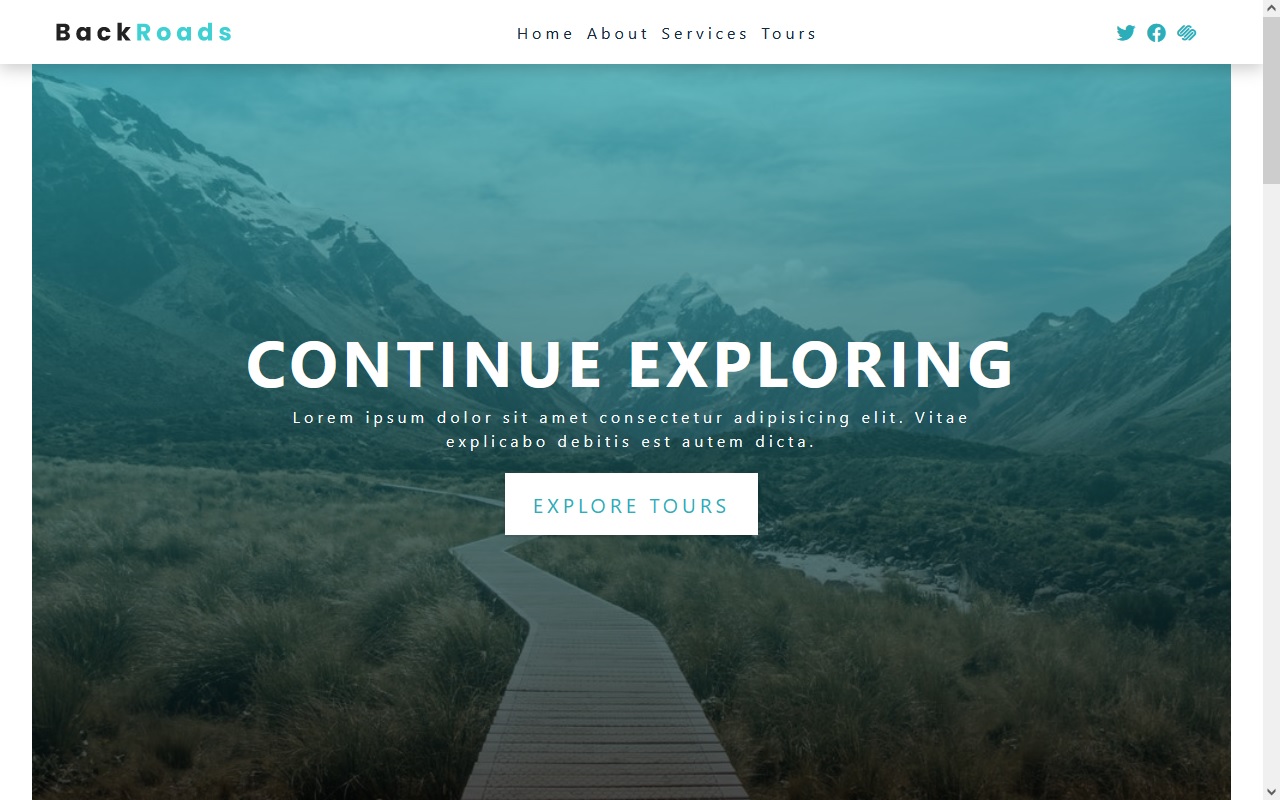 BackRoads
Home About Services Tours
CONTINUE EXPLORING
Lorem ipsum dolor sit amet consectetur adipisicing elit. Vitae
explicabo debitis est autem dicta.
EXPLORE TOURS